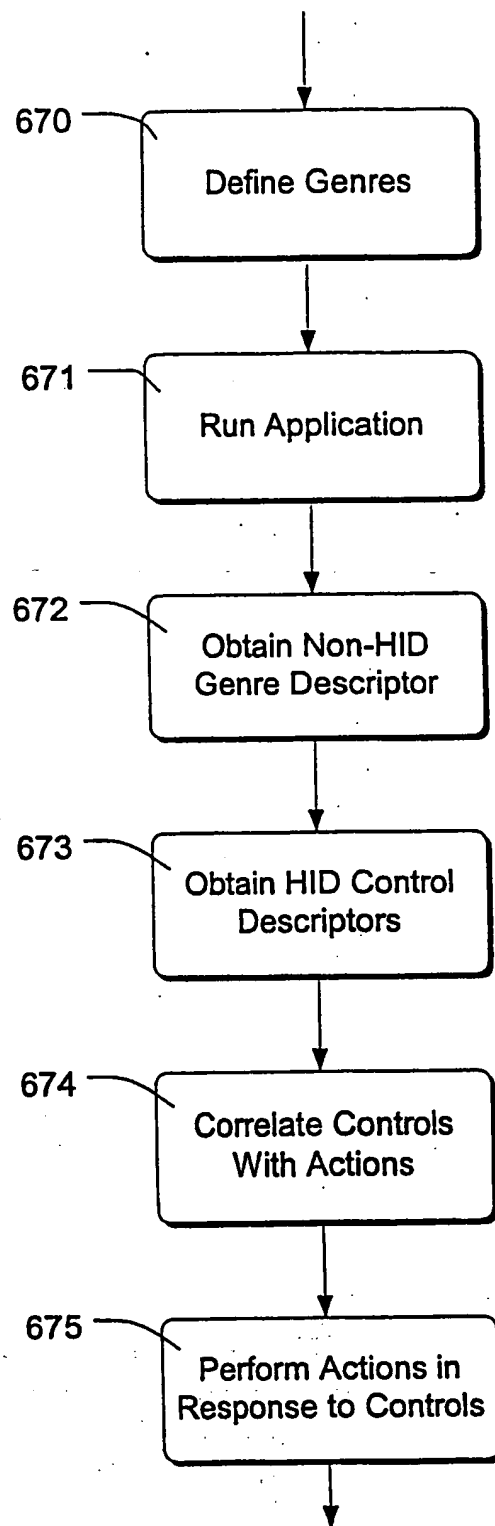 670
Define Genres
671
Run Application
672
Obtain Non-HID
Genre Descriptor
673
Obtain HID Control
Descriptors
674
Correlate Controls
With Actions
675
Perform Actions in
Response to Controls